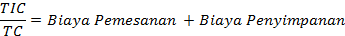 TIC/TC = Biaya Pemesanan + Biaya Penyimpanan